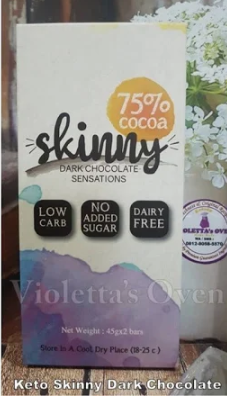 75%
cocoa
skinny
DARK CHOCOLATE
SENSATIONS
LOW
CARB
NO
ADDED
SUGAR
DAIRY
FREE
Violetta's Oven
Net Weight : 45gx2 bars
Store In A Cool, Dry Place (18-25 c)
Keto Skinny Dark Chocolate